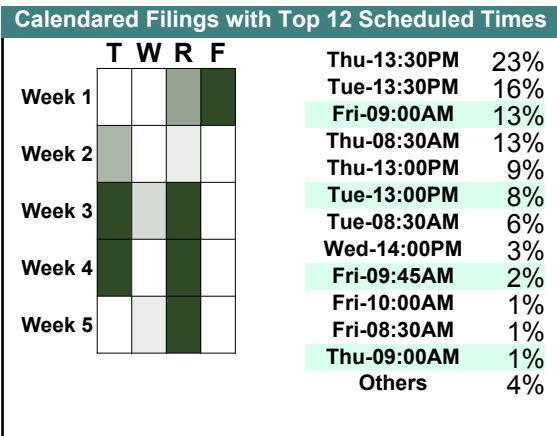 Calendared Filings with Top 12 Scheduled Times
T W R F
Week 1
Week 2
Week 3
Week 4
Week 5
Thu-13:30PM 23%
Tue-13:30PM 16%
Fri-09:00AM 13%
Thu-08:30AM 13%
Thu-13:00PM 9%
Tue-13:00PM 8%
Tue-08:30AM 6%
Wed-14:00PM 3%
Fri-09:45AM 2%
Fri-10:00AM 1%
Fri-08:30AM 1%
Thu-09:00AM 1%
Others 4%